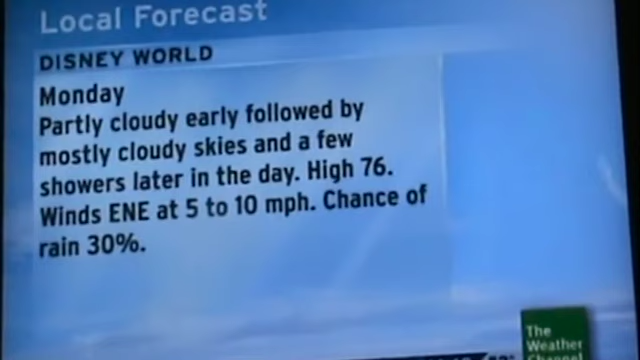 Local Forecast
DISNEY WORLD
Monday
Partly cloudy early followed by
mostly cloudy skies and a few
showers later in the day. High 76.
Winds ENE at 5 to 10 mph. Chance of
rain 30%.
The
Weather
Channel